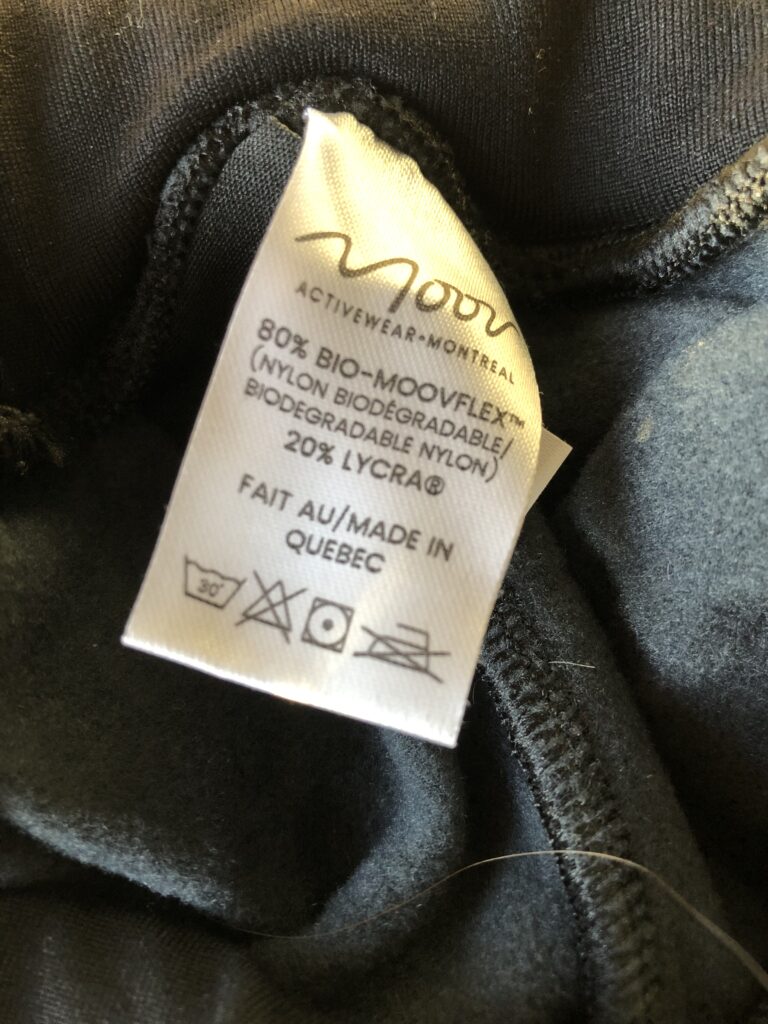 Moov
ACTIVEWEAR•MONTREAL
80% BIO-MOOVFLEX™
(NYLON BIODÉGRADABLE/
BIODEGRADABLE NYLON)
20% LYCRA®
FAIT AU/MADE IN
QUEBEC
30°